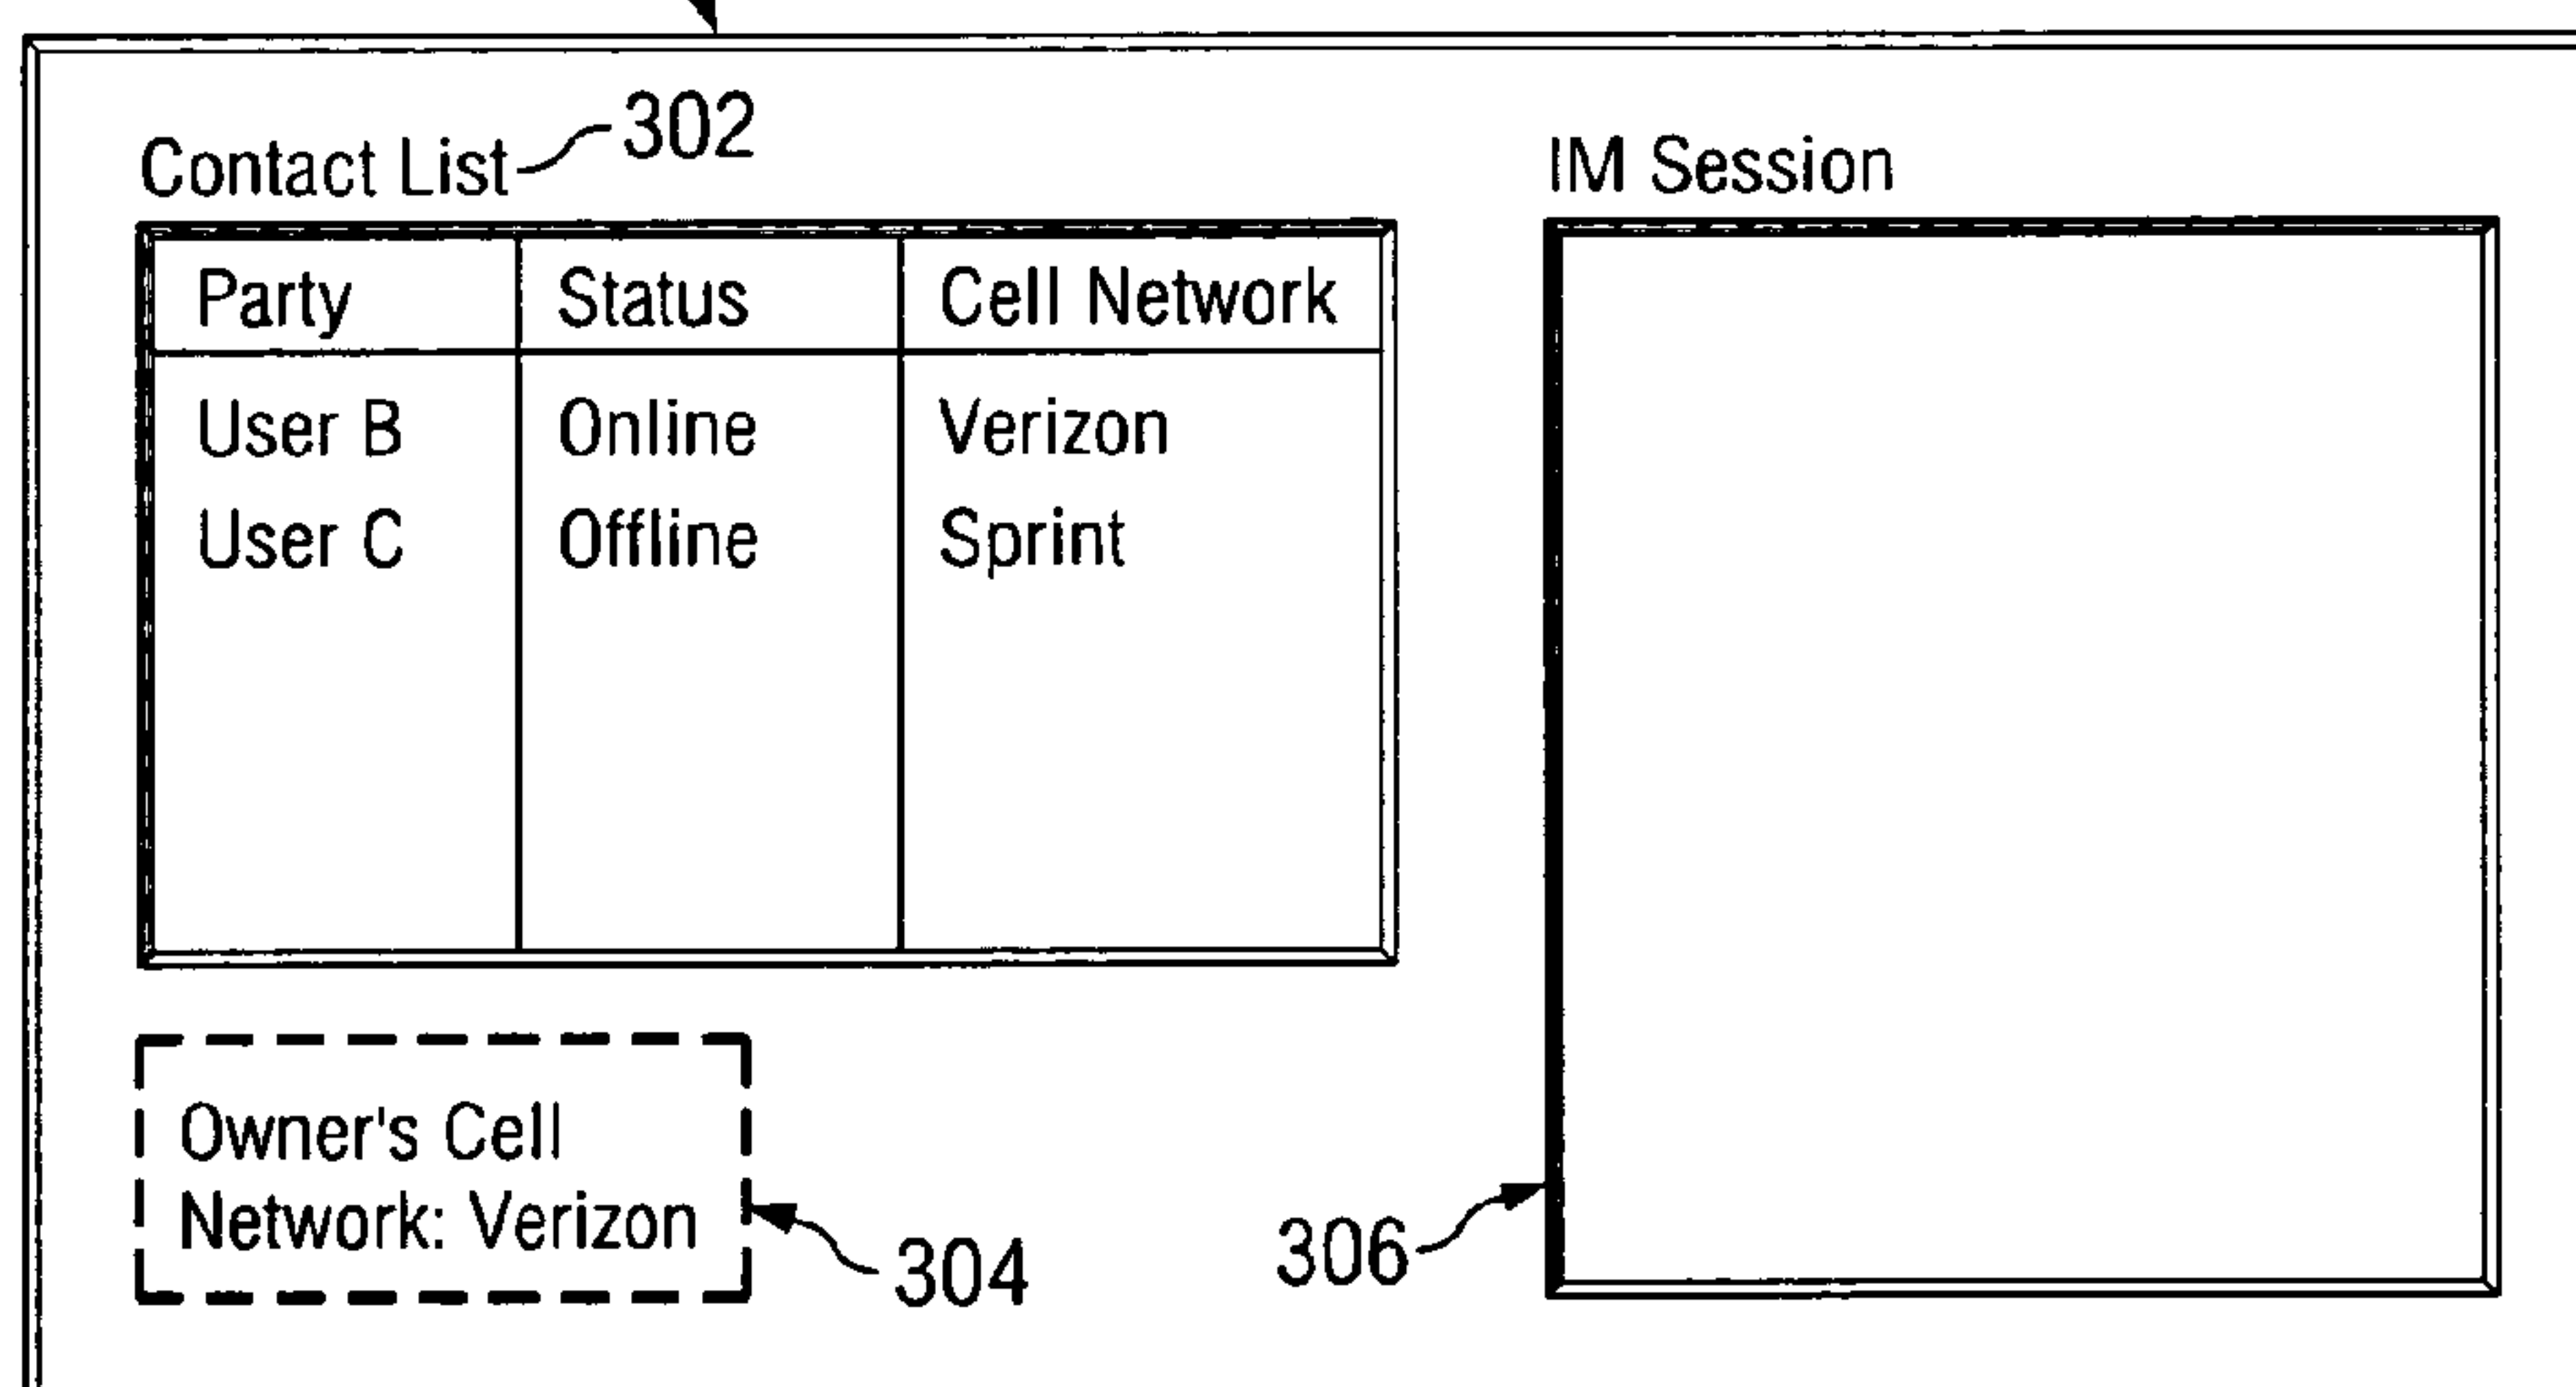 302
Contact List
IM Session
Party Status Cell Network
User B Online Verizon
User C Offline Sprint
Owner's Cell
Network: Verizon
304
306